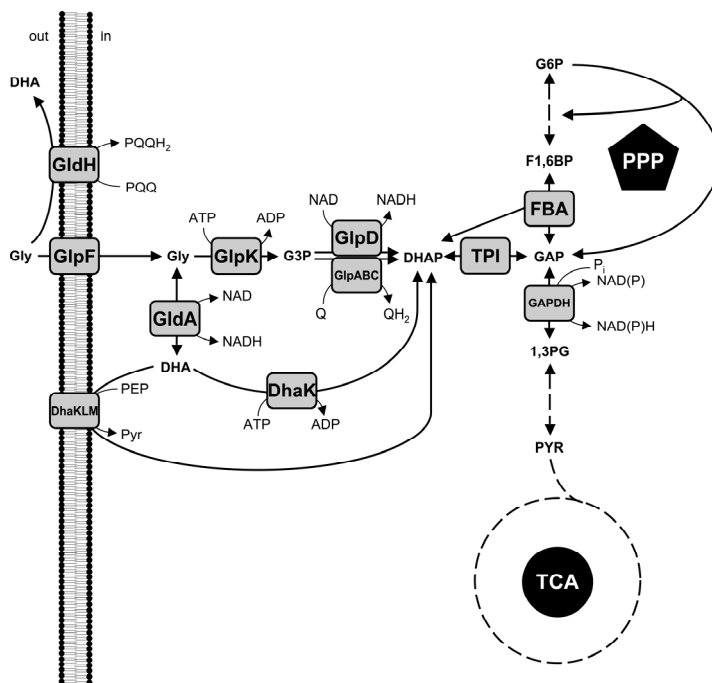 out in
G6P
DHA
PQQH₂
GldH
PQQ
PPP
F1,6BP
NAD NADH
ATP ADP
FBA
GlpD
Gly GlpF Gly GlpK G3P DHAP TPI GAP
GlpABC
Pi
NAD(P)
NAD
GAPDH
Q QH₂
GldA
NADH
NAD(P)H
1,3PG
DHA
PEP
DhaK
DhaKLM
ATP ADP
Pyr
PYR
TCA